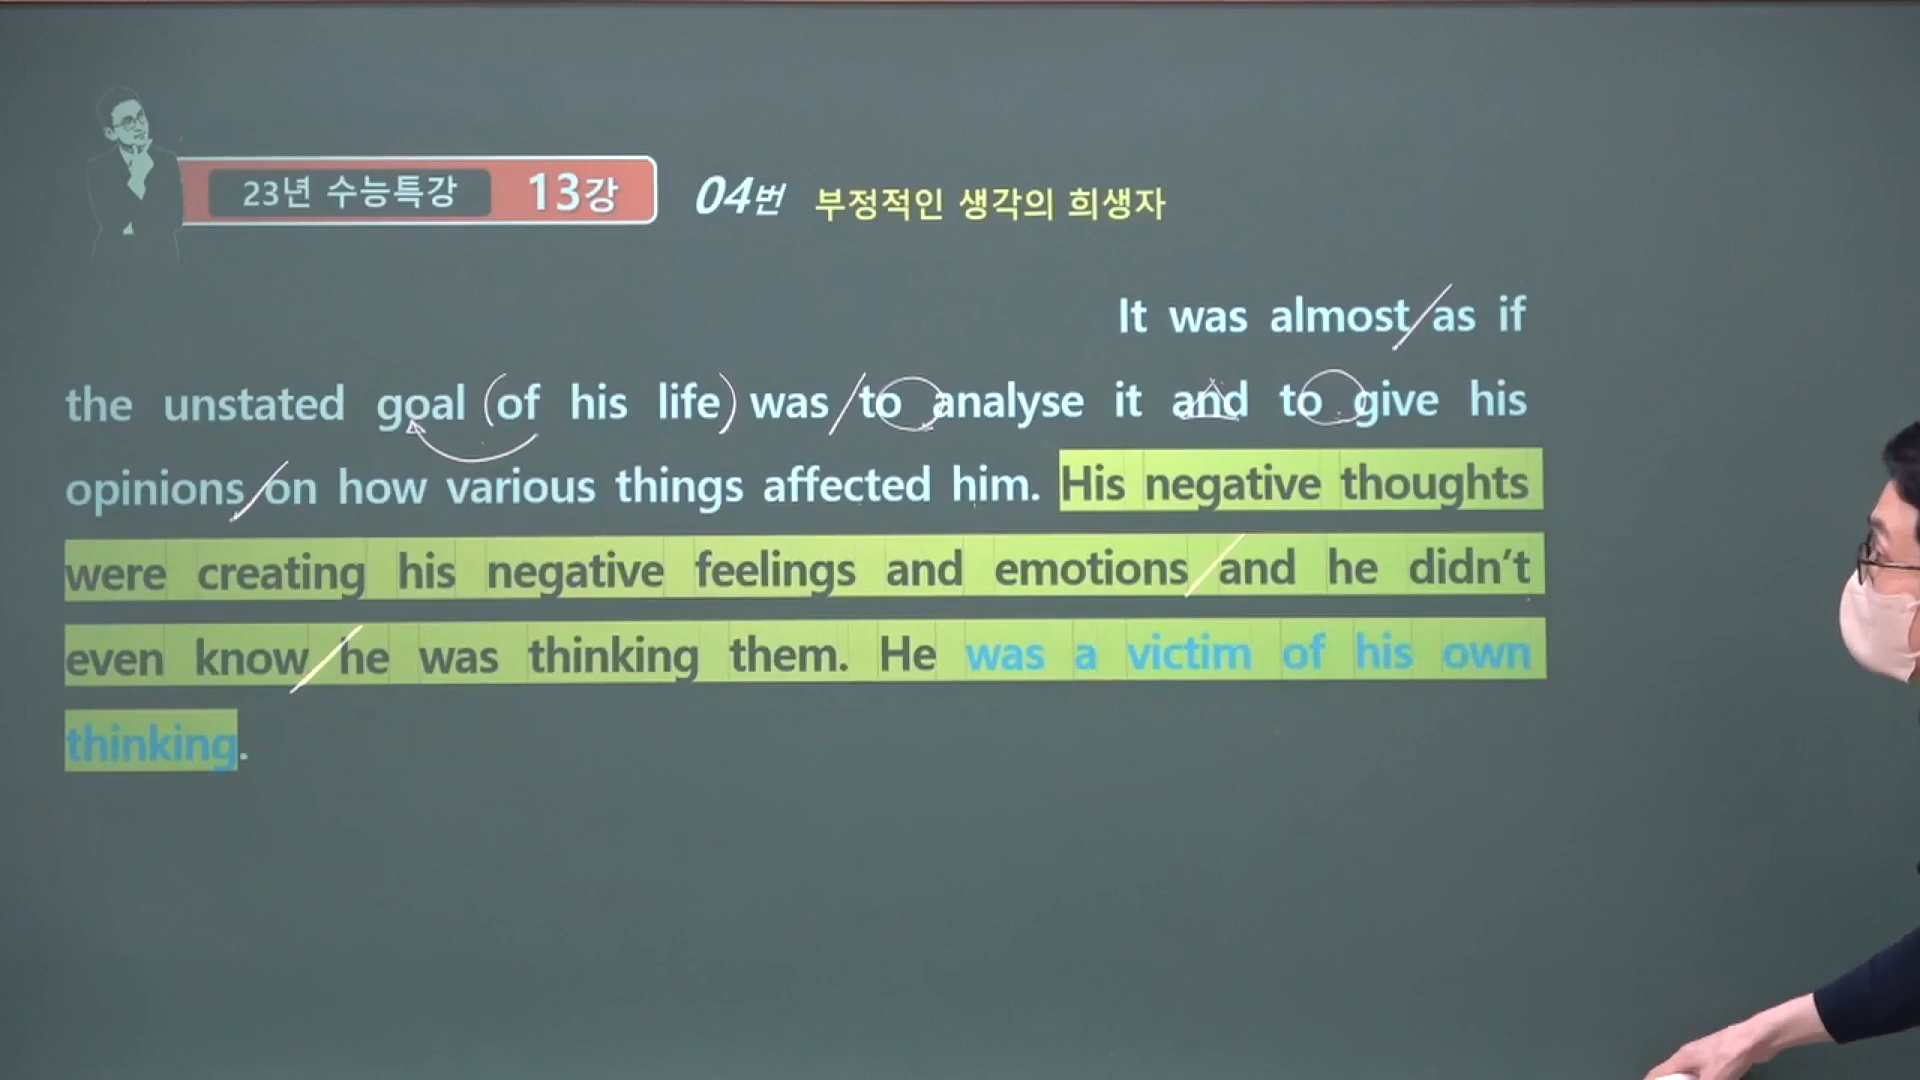 23년 수능특강 13강 04번 부정적인 생각의 희생자
It was almost as if
the unstated goal (of his life) was to analyse it and to give his
opinions on how various things affected him. His negative thoughts
were creating his negative feelings and emotions and he didn't
even know he was thinking them. He was a victim of his own
thinking.